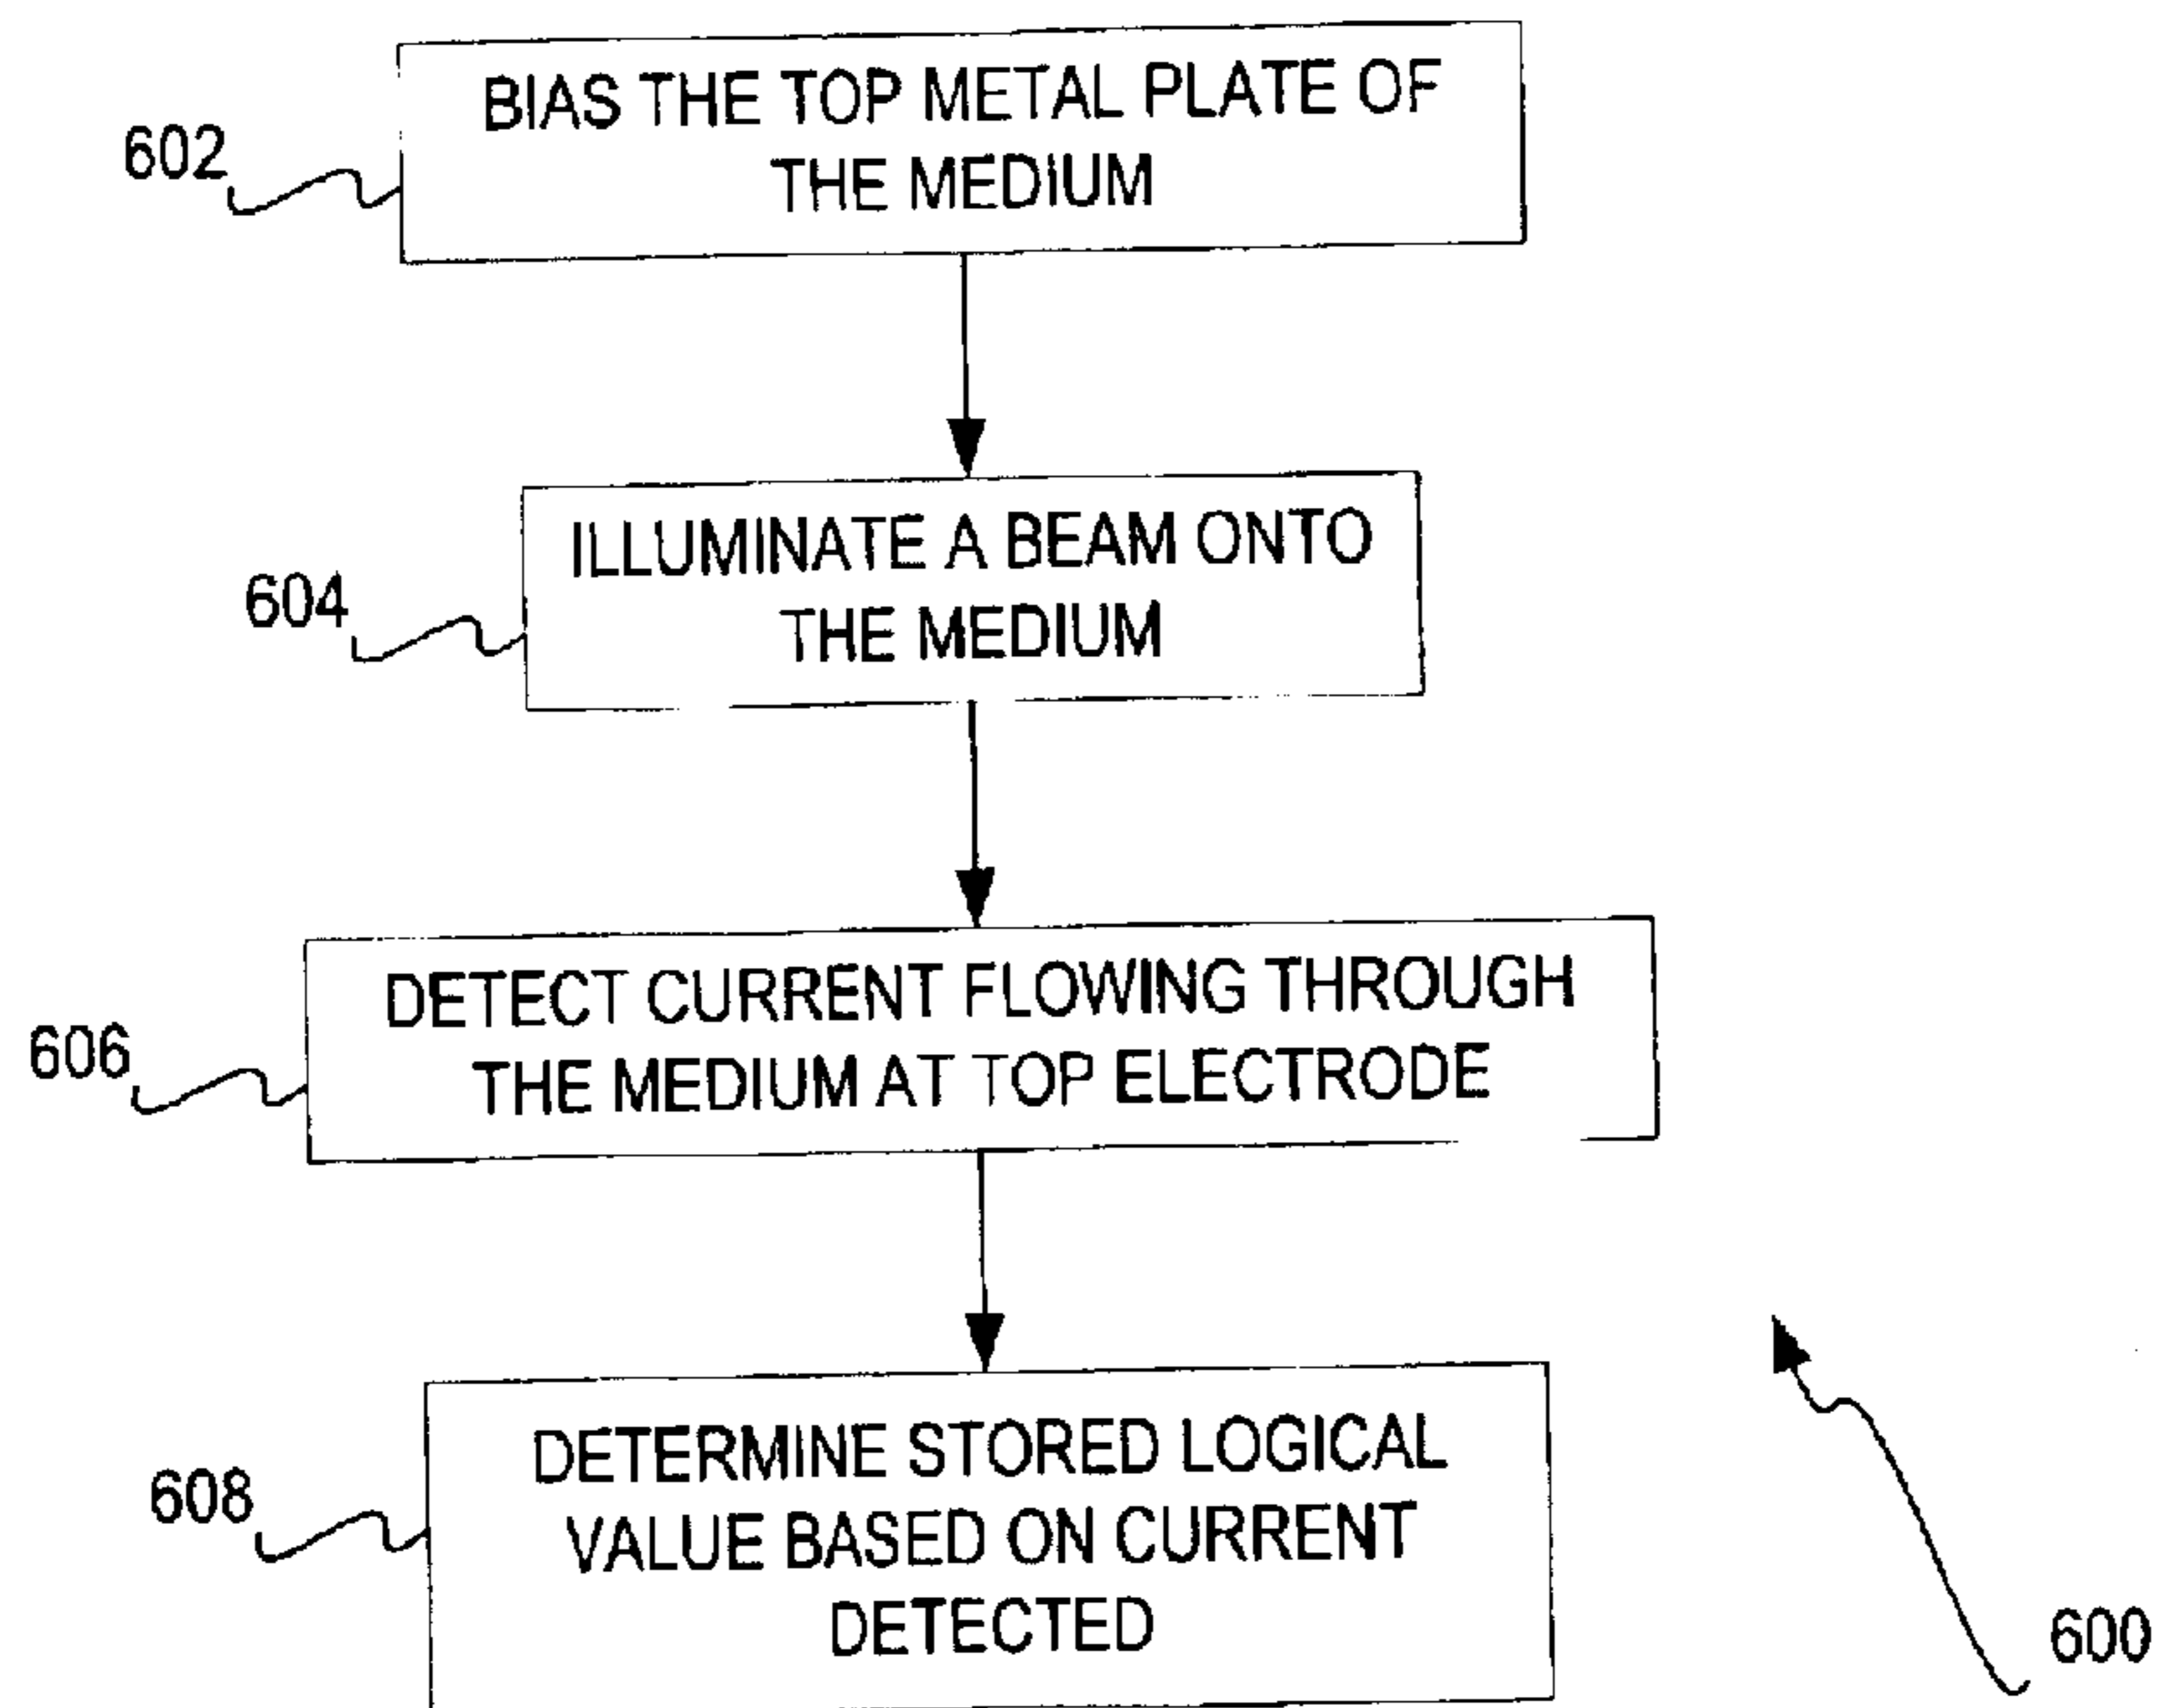 602
BIAS THE TOP METAL PLATE OF
THE MEDIUM
604
ILLUMINATE A BEAM ONTO
THE MEDIUM
606
DETECT CURRENT FLOWING THROUGH
THE MEDIUM AT TOP ELECTRODE
608
DETERMINE STORED LOGICAL
VALUE BASED ON CURRENT
DETECTED
600